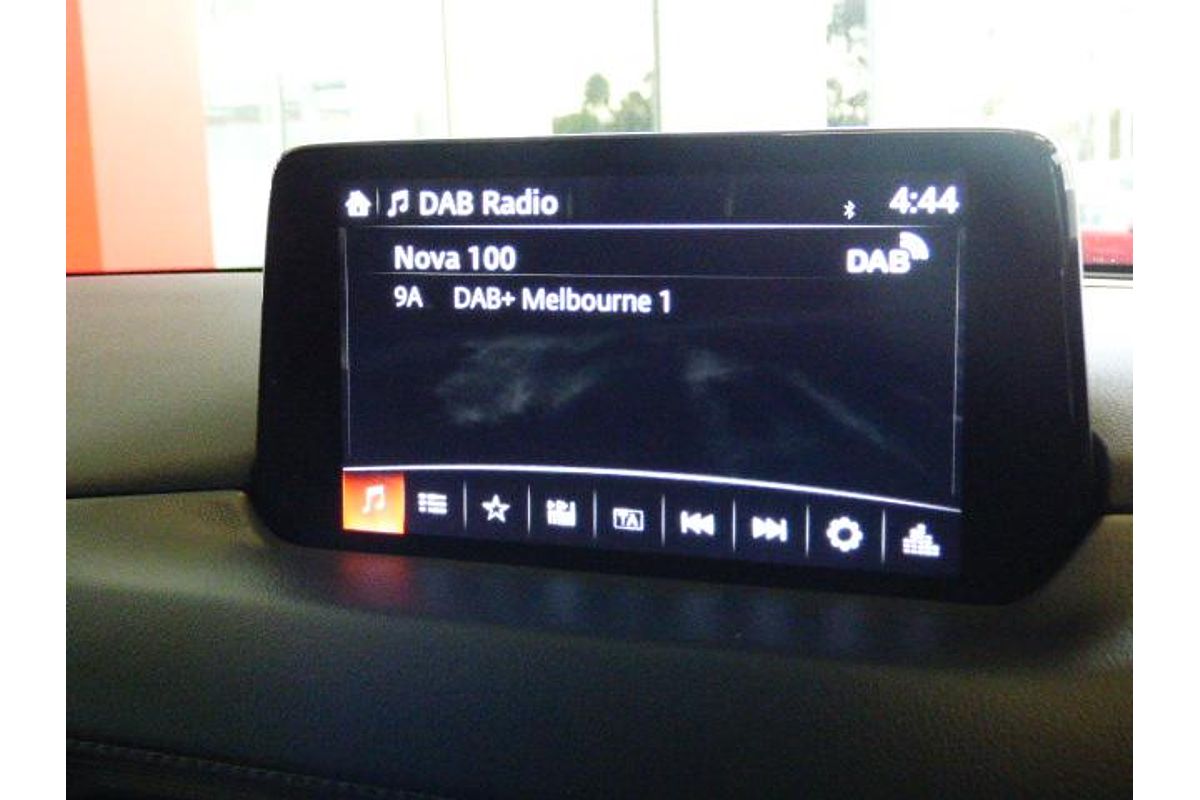 DAB Radio 4:44
Nova 100 DAB
9A DAB+ Melbourne 1
TA